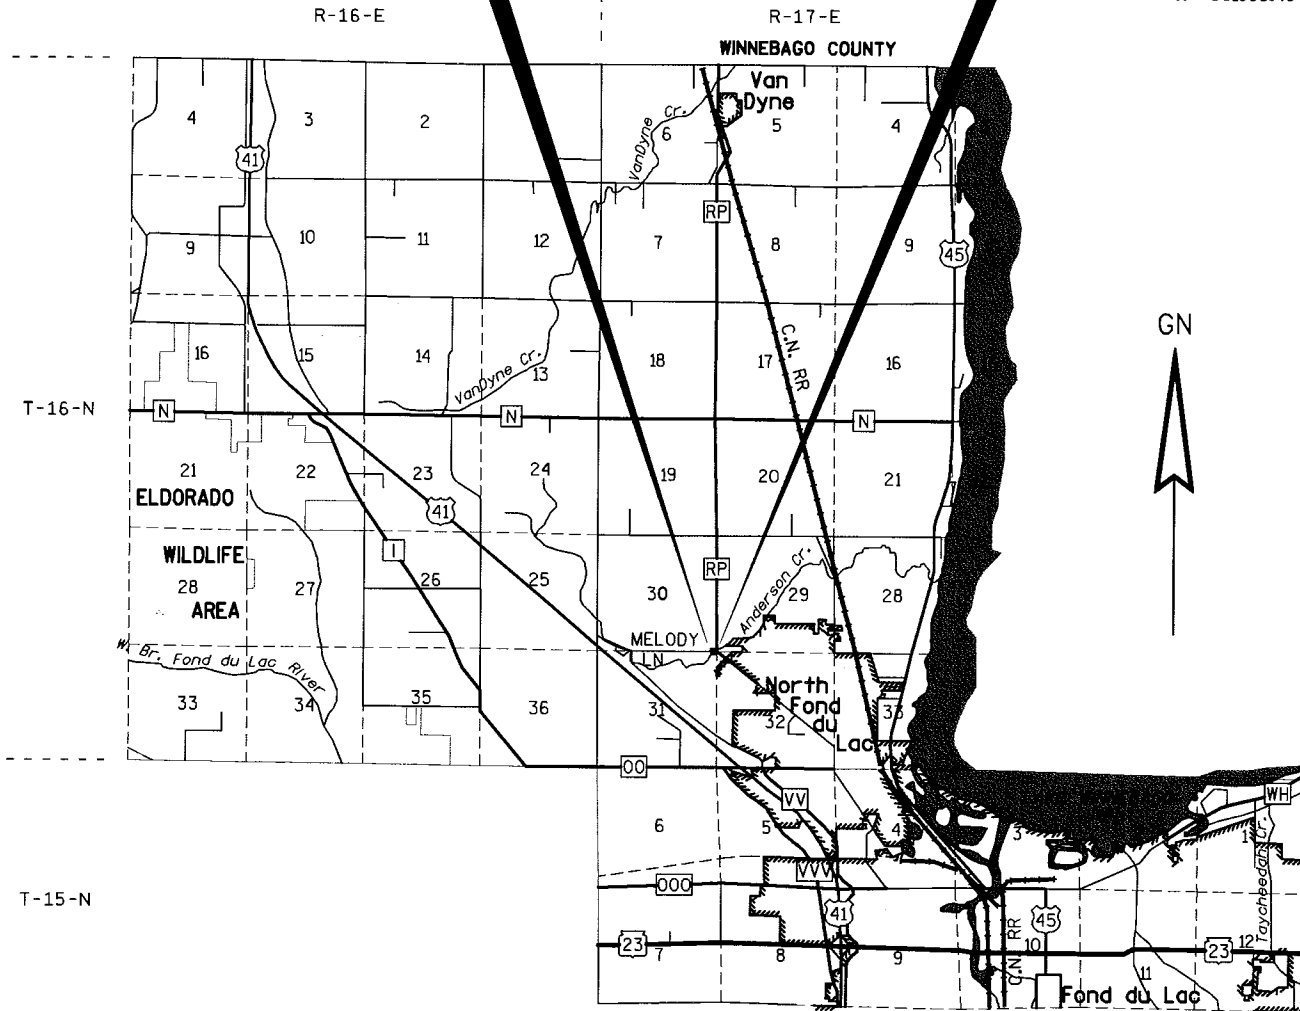 R-16-E
R-17-E
WINNEBAGO COUNTY
Van
Dyne
4
3
2
6
5
4
VanDyne Cr.
41
RP
9
10
11
12
7
8
9
45
GN
16
15
14
13
18
17
16
C.N. RR
VanDyne Cr.
T-16-N
N
N
N
21
22
23
24
19
20
21
ELDORADO
41
WILDLIFE
I
RP
28
27
26
25
30
29
28
AREA
Anderson Cr.
MELODY
LN
W. Br. Fond du Lac River
North
Fond
du
Lac
33
34
35
36
31
32
33
OO
VV
WH
6
5
4
3
1
VVV
OOO
T-15-N
41
45
Taycheedah Cr.
23
7
8
9
C.N. RR
10
11
23
12
Fond du Lac